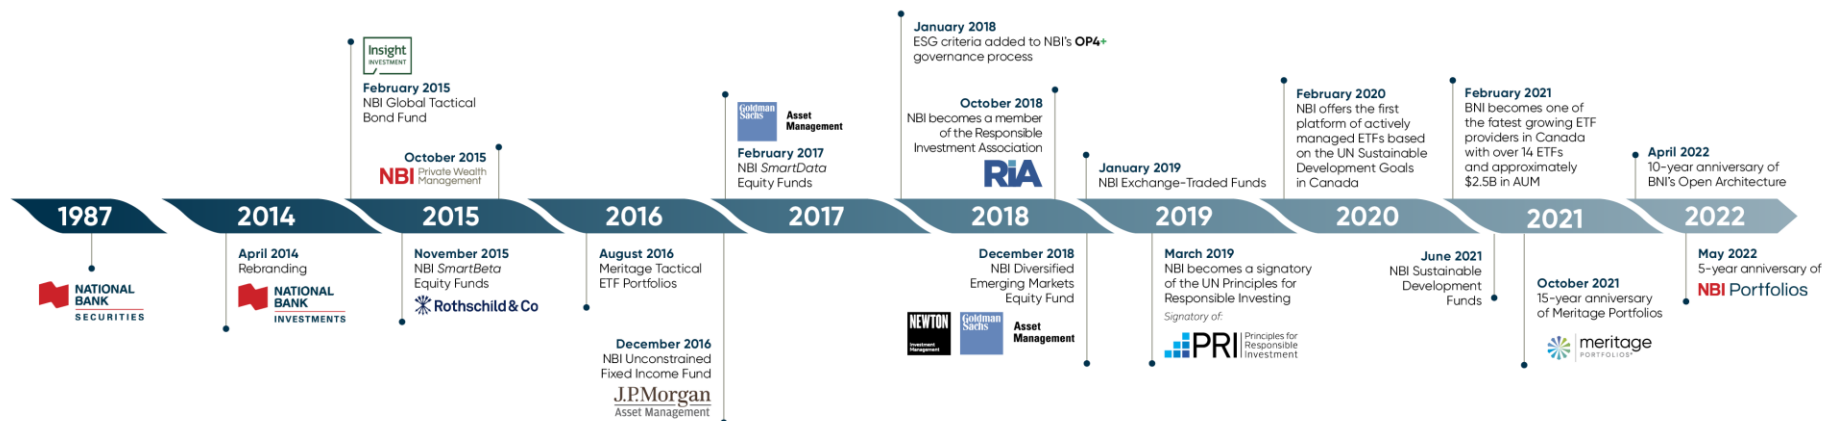 1987
NATIONAL
BANK
SECURITIES
2014
April 2014
Rebranding
NATIONAL
BANK
INVESTMENTS
Insight
INVESTMENT
February 2015
NBI Global Tactical
Bond Fund
October 2015
NBI Private Wealth
Management
2015
November 2015
NBI SmartBeta
Equity Funds
Rothschild & Co
2016
August 2016
Meritage Tactical
ETF Portfolios
December 2016
NBI Unconstrained
Fixed Income Fund
J.P.Morgan
Asset Management
Goldman
Sachs
Asset
Management
February 2017
NBI SmartData
Equity Funds
2017
January 2018
ESG criteria added to NBI's OP4+
governance process
October 2018
NBI becomes a member
of the Responsible
Investment Association
RiA
2018
December 2018
NBI Diversified
Emerging Markets
Equity Fund
NEWTON
Investment
Management
Goldman
Sachs
Asset
Management
January 2019
NBI Exchange-Traded Funds
2019
March 2019
NBI becomes a signatory
of the UN Principles for
Responsible Investing
Signatory of:
PRI Principles for
Responsible
Investment
February 2020
NBI offers the first
platform of actively
managed ETFs based
on the UN Sustainable
Development Goals
in Canada
2020
February 2021
BNI becomes one of
the fatest growing ETF
providers in Canada
with over 14 ETFs
and approximately
$2.5B in AUM
2021
June 2021
NBI Sustainable
Development
Funds
October 2021
15-year anniversary
of Meritage Portfolios
meritage
PORTFOLIOS®
April 2022
10-year anniversary of
BNI's Open Architecture
2022
May 2022
5-year anniversary of
NBI Portfolios